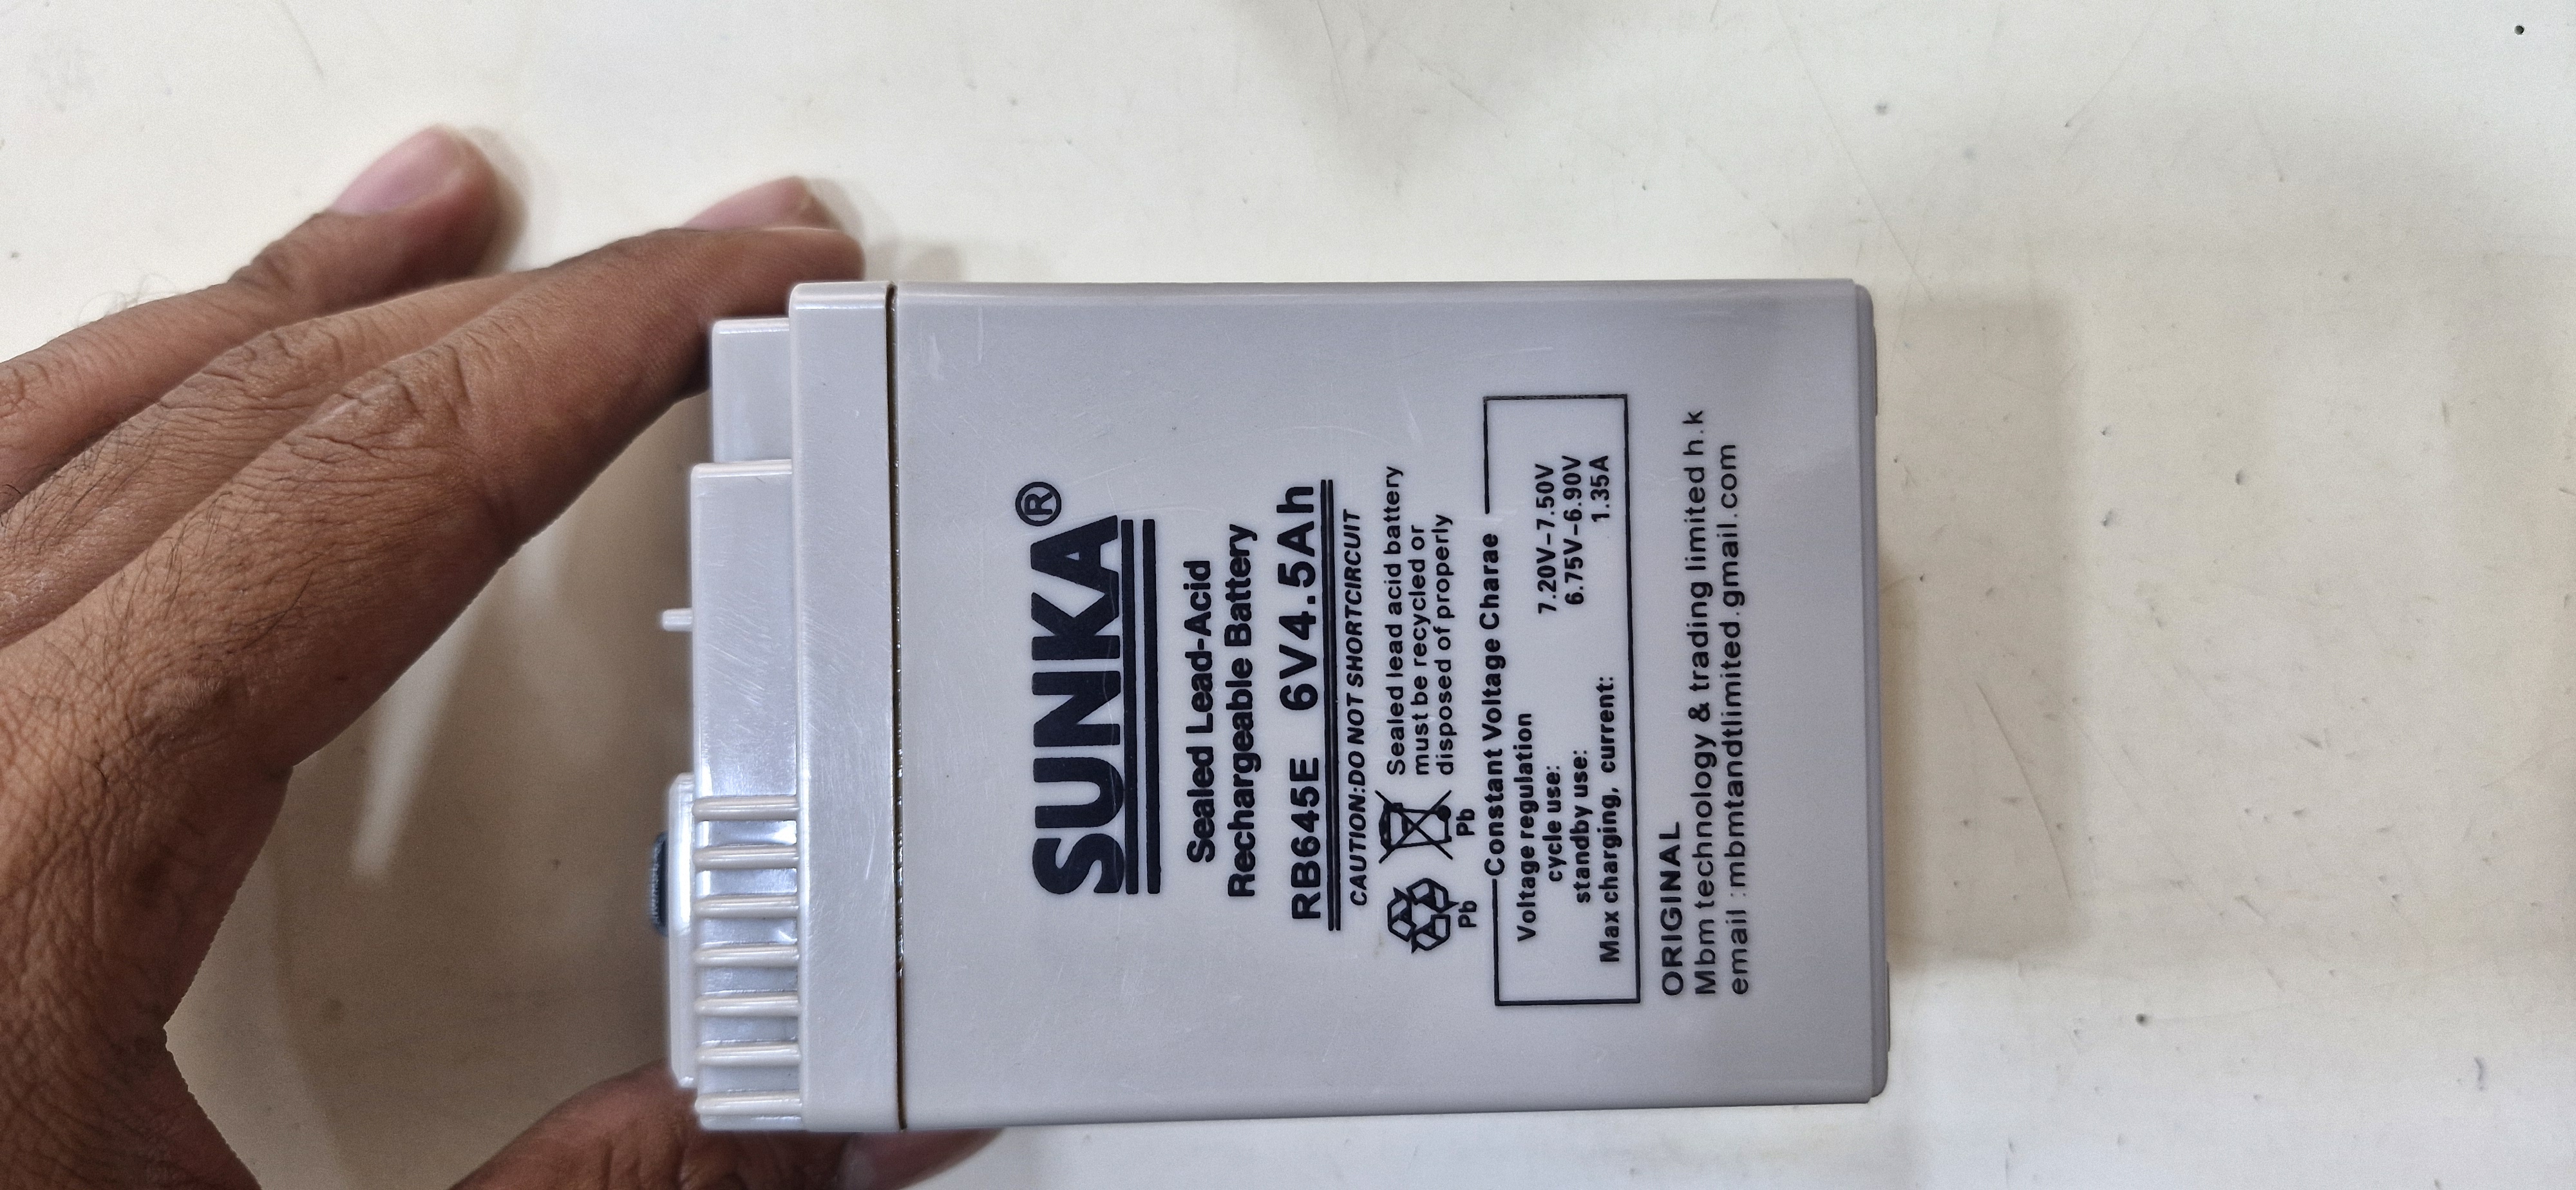 SUNKA®
Sealed Lead-Acid
Rechargeable Battery
RB645E 6V4.5Ah
CAUTION:DO NOT SHORTCIRCUIT
Sealed lead acid battery
must be recycled or
disposed of properly
Pb Pb
Constant Voltage Charae
Voltage regulation
cycle use: 7.20V-7.50V
standby use: 6.75V-6.90V
Max charging, current: 1.35A
ORIGINAL
Mbm technology & trading limited h.k
email :mbmtandtlimited.gmail.com